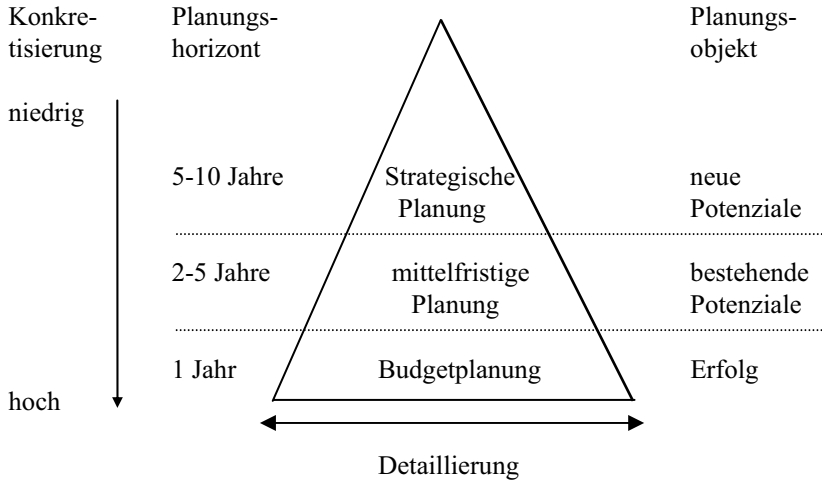 Konkre-
tisierung
Planungs-
horizont
Planungs-
objekt
niedrig
5-10 Jahre
Strategische
Planung
neue
Potenziale
2-5 Jahre
mittelfristige
Planung
bestehende
Potenziale
1 Jahr
Budgetplanung
Erfolg
hoch
Detaillierung